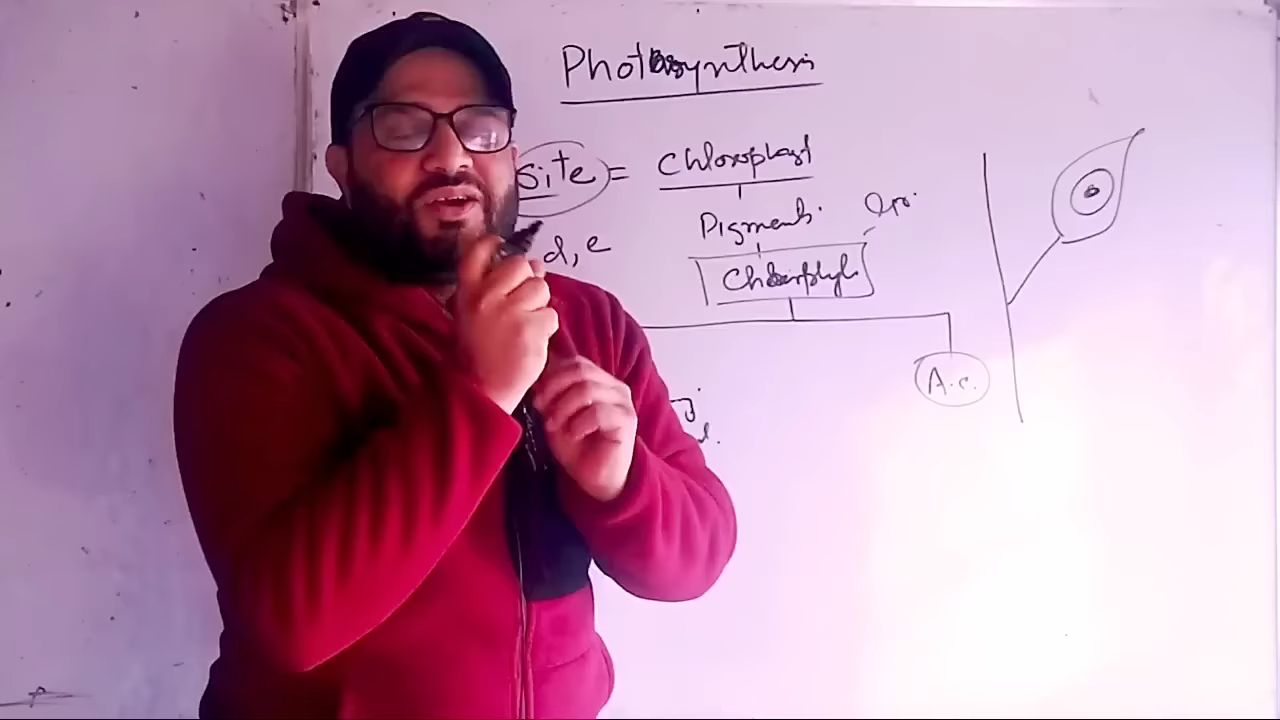 Photosynthesis
site = Chloroplast
Pigments.
d, e
Chlorophyll
A.c.